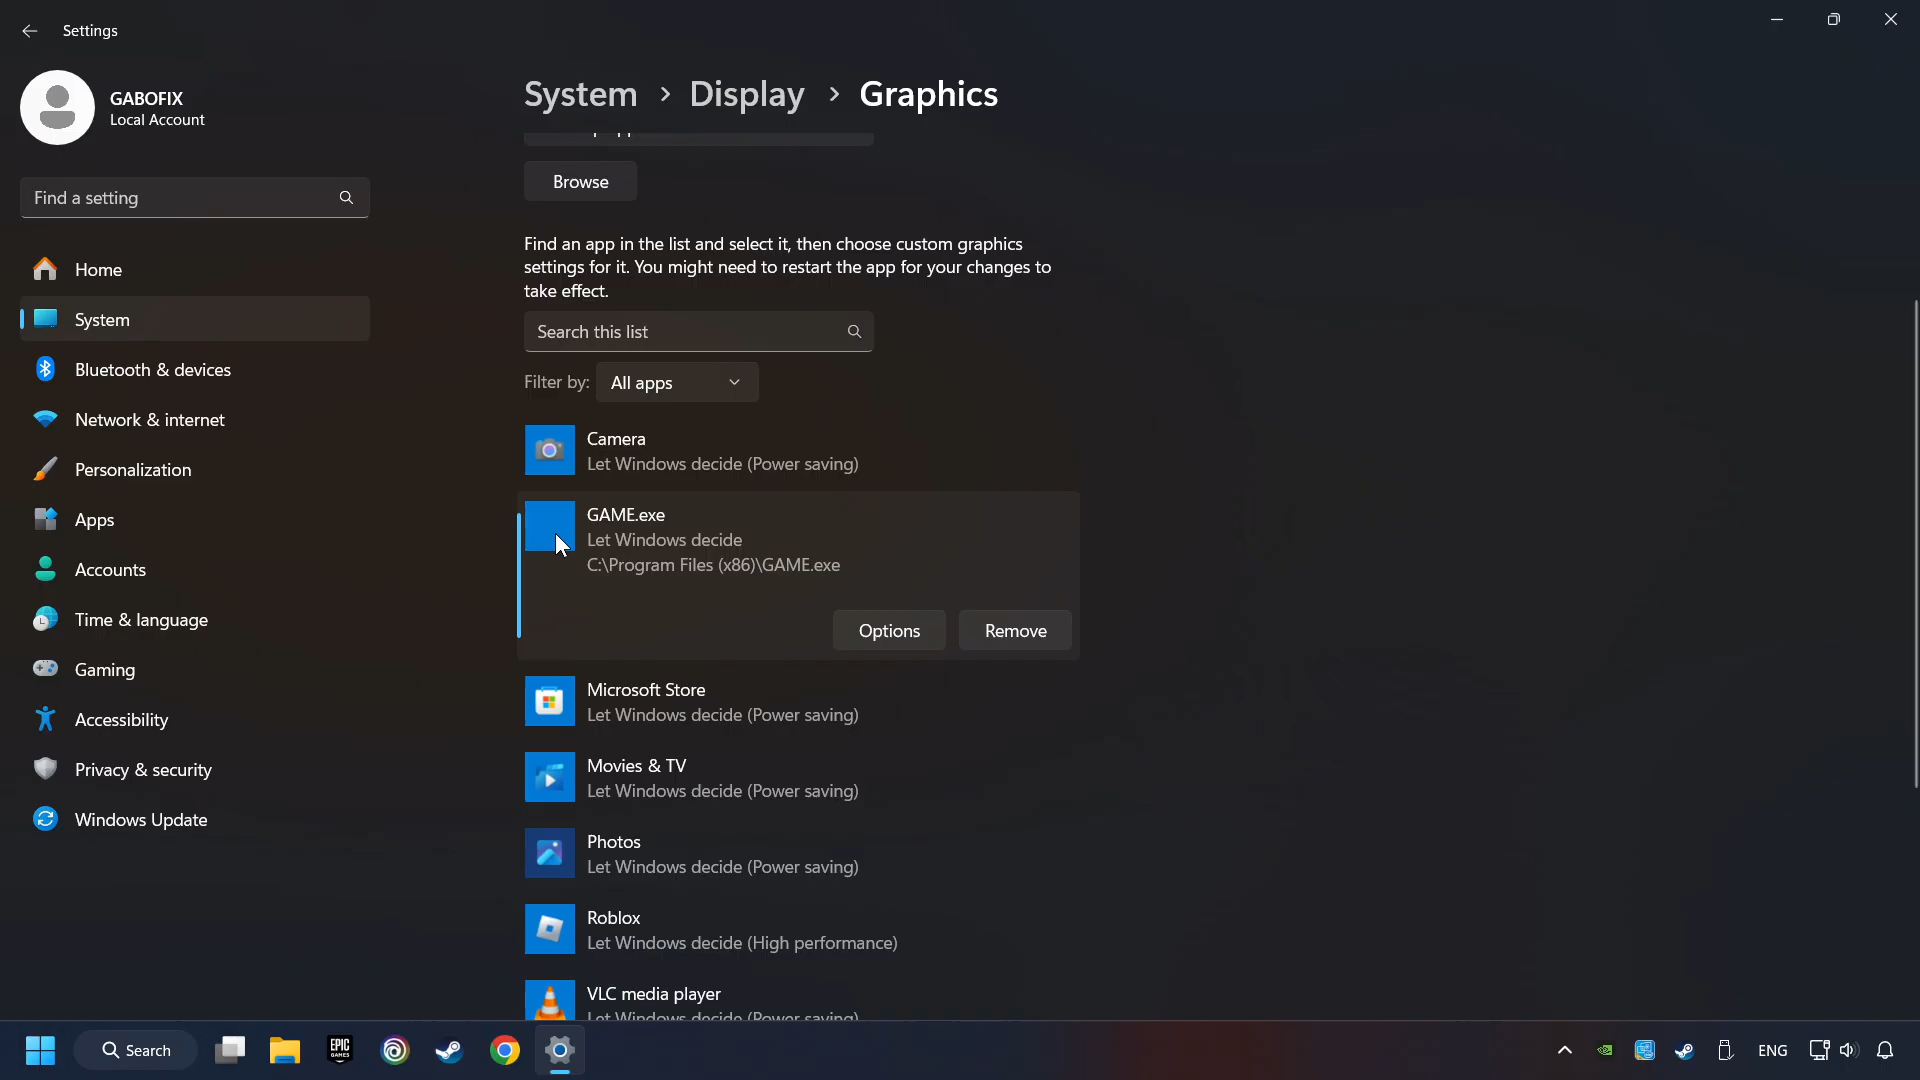 Settings
GABOFIX
Local Account
Find a setting
Home
System
Bluetooth & devices
Network & internet
Personalization
Apps
Accounts
Time & language
Gaming
Accessibility
Privacy & security
Windows Update
System > Display > Graphics
Browse
Find an app in the list and select it, then choose custom graphics
settings for it. You might need to restart the app for your changes to
take effect.
Search this list
Filter by: All apps
Camera
Let Windows decide (Power saving)
GAME.exe
Let Windows decide
C:\Program Files (x86)\GAME.exe
Options Remove
Microsoft Store
Let Windows decide (Power saving)
Movies & TV
Let Windows decide (Power saving)
Photos
Let Windows decide (Power saving)
Roblox
Let Windows decide (High performance)
VLC media player
Let Windows decide (Power saving)
Search
EPIC
GAMES
ENG